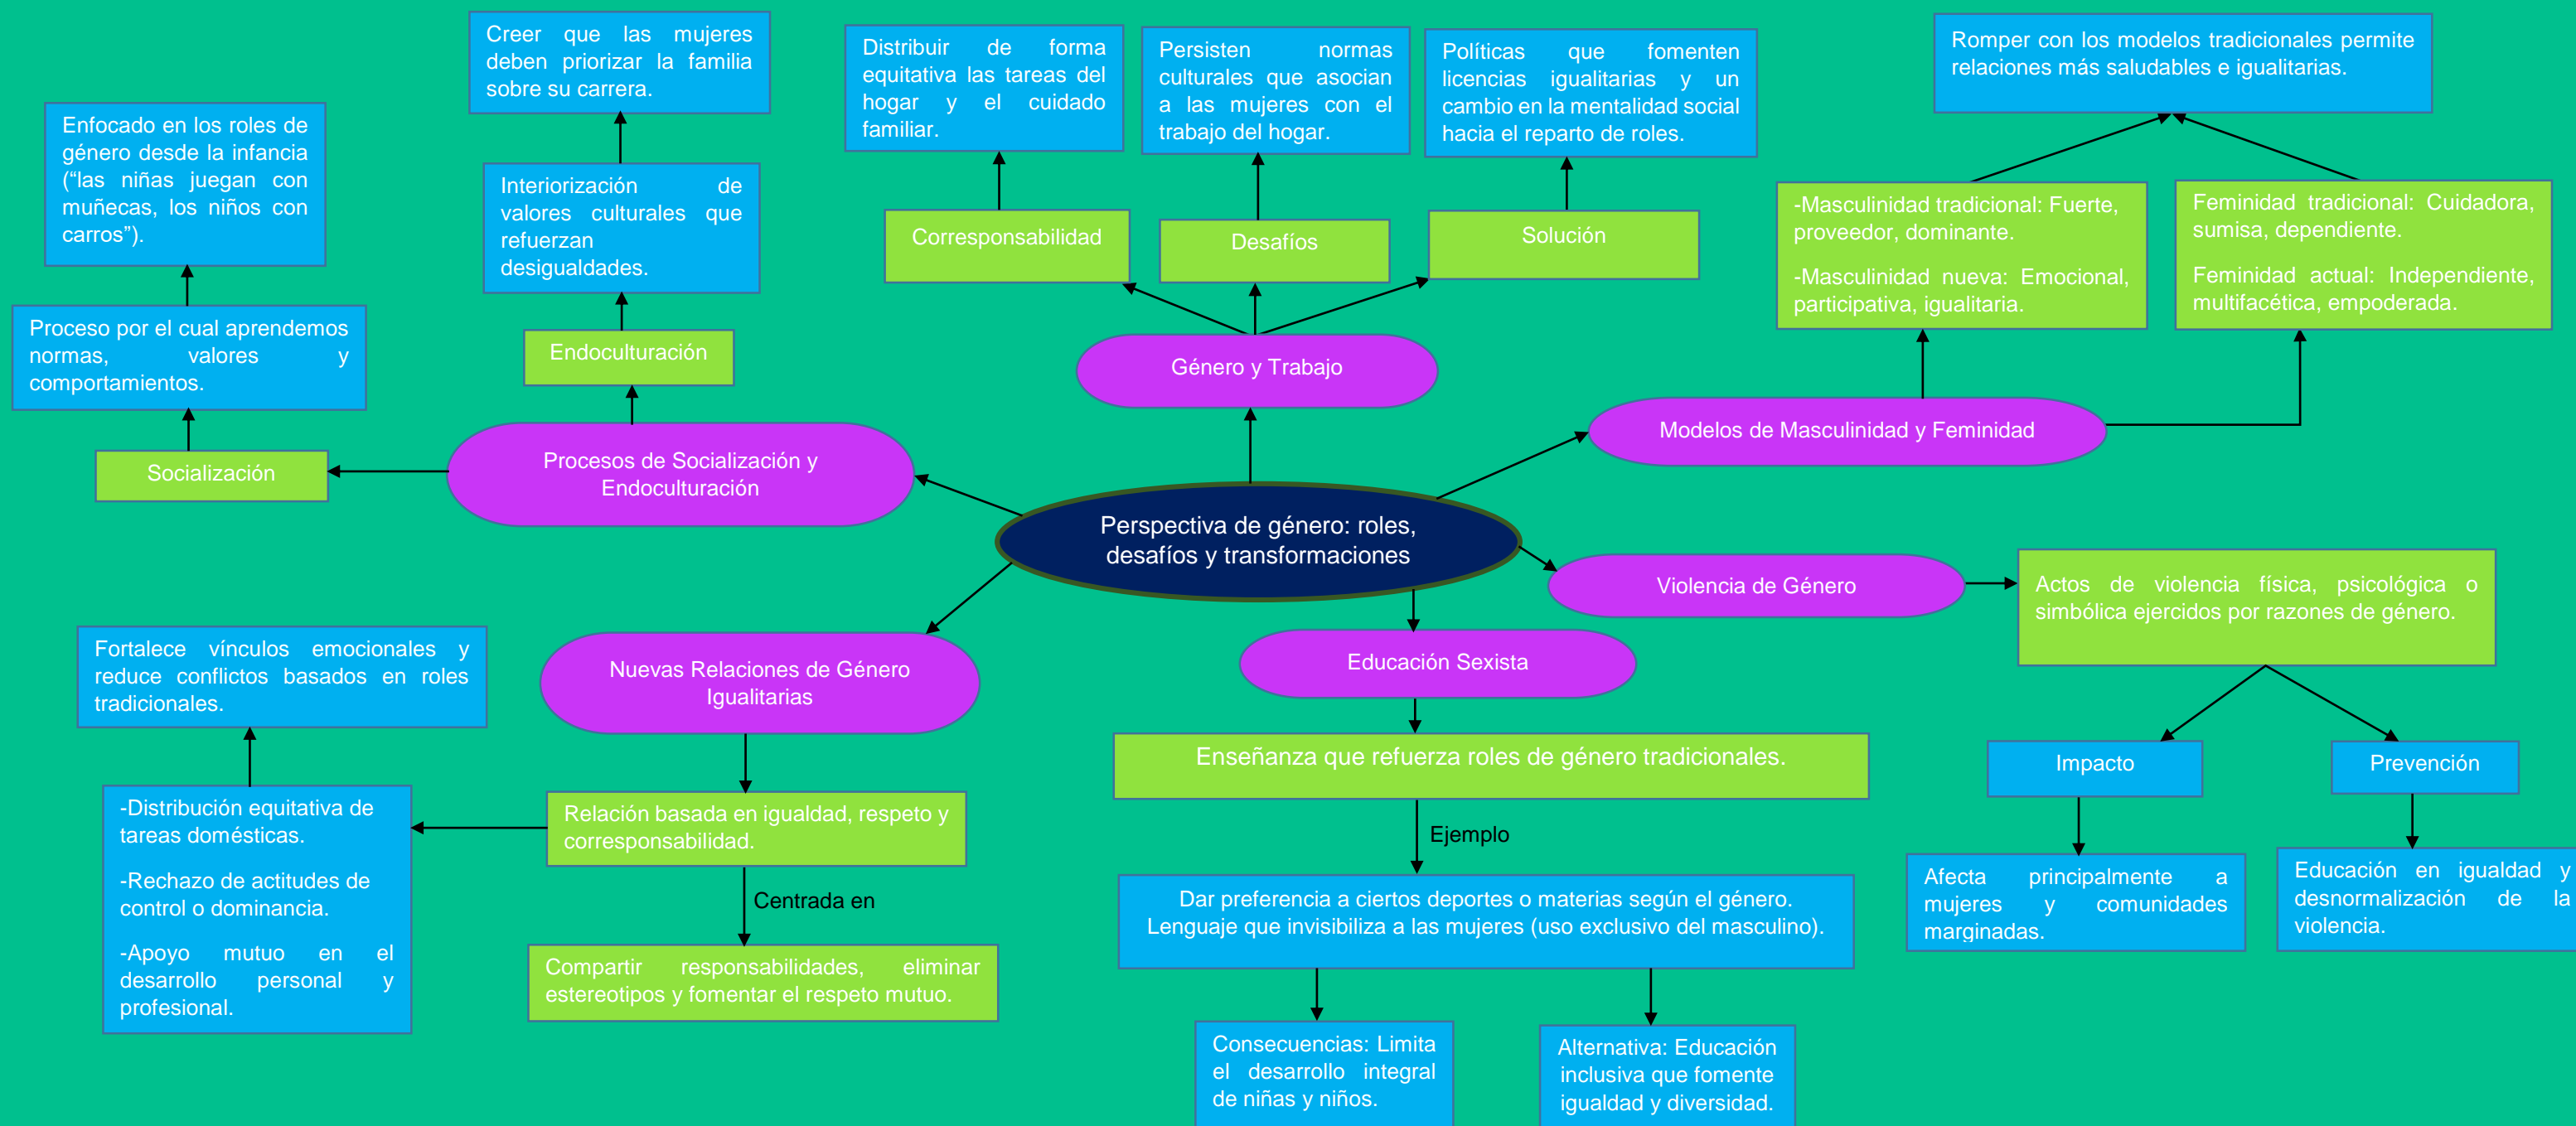 Creer que las mujeres
deben priorizar la familia
sobre su carrera.
Distribuir de forma
equitativa las tareas del
hogar y el cuidado
familiar.
Persisten normas
culturales que asocian
a las mujeres con el
trabajo del hogar.
Políticas que fomenten
licencias igualitarias y un
cambio en la mentalidad social
hacia el reparto de roles.
Romper con los modelos tradicionales permite
relaciones más saludables e igualitarias.
Enfocado en los roles de
género desde la infancia
(“las niñas juegan con
muñecas, los niños con
carros”).
Interiorización de
valores culturales que
refuerzan
desigualdades.
Corresponsabilidad
Desafíos
Solución
-Masculinidad tradicional: Fuerte,
proveedor, dominante.
-Masculinidad nueva: Emocional,
participativa, igualitaria.
Feminidad tradicional: Cuidadora,
sumisa, dependiente.
Feminidad actual: Independiente,
multifacética, empoderada.
Proceso por el cual aprendemos
normas, valores y
comportamientos.
Endoculturación
Género y Trabajo
Modelos de Masculinidad y Feminidad
Socialización
Procesos de Socialización y
Endoculturación
Perspectiva de género: roles,
desafíos y transformaciones
Violencia de Género
Actos de violencia física, psicológica o
simbólica ejercidos por razones de género.
Fortalece vínculos emocionales y
reduce conflictos basados en roles
tradicionales.
Nuevas Relaciones de Género
Igualitarias
Educación Sexista
Enseñanza que refuerza roles de género tradicionales.
Impacto
Prevención
-Distribución equitativa de
tareas domésticas.
-Rechazo de actitudes de
control o dominancia.
-Apoyo mutuo en el
desarrollo personal y
profesional.
Relación basada en igualdad, respeto y
corresponsabilidad.
Ejemplo
Centrada en
Dar preferencia a ciertos deportes o materias según el género.
Lenguaje que invisibiliza a las mujeres (uso exclusivo del masculino).
Afecta principalmente a
mujeres y comunidades
marginadas.
Educación en igualdad y
desnormalización de la
violencia.
Compartir responsabilidades, eliminar
estereotipos y fomentar el respeto mutuo.
Consecuencias: Limita
el desarrollo integral
de niñas y niños.
Alternativa: Educación
inclusiva que fomente
igualdad y diversidad.